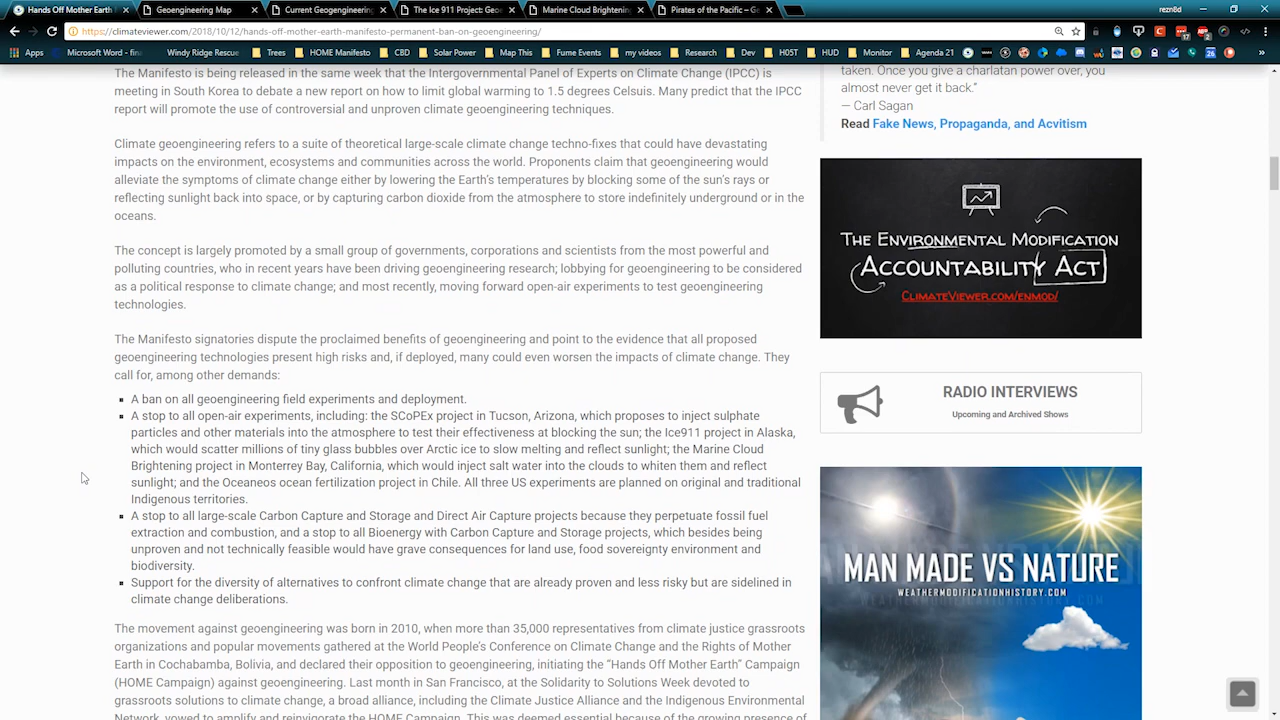 Hands Off Mother Earth
Geoengineering Map
Current Geoengineering
The Ice 911 Project Geo
Marine Cloud Brightenin
Pirates of the Pacific – Ge
rezn8d
https://climateviewer.com/2018/10/12/hands-off-mother-earth-manifesto-permanent-ban-on-geoengineering/
Apps
Microsoft Word - fin
Windy Ridge Rescue
Trees
HOME Manifesto
CBD
Solar Power
Map This
Fume Events
my videos
Research
Dev
H05T
HUD
Monitor
Agenda 21
The Manifesto is being released in the same week that the Intergovernmental Panel of Experts on Climate Change (IPCC) is
meeting in South Korea to debate a new report on how to limit global warming to 1.5 degrees Celsuis. Many predict that the IPCC
report will promote the use of controversial and unproven climate geoengineering techniques.
Climate geoengineering refers to a suite of theoretical large-scale climate change techno-fixes that could have devastating
impacts on the environment, ecosystems and communities across the world. Proponents claim that geoengineering would
alleviate the symptoms of climate change either by lowering the Earth's temperatures by blocking some of the sun's rays or
reflecting sunlight back into space, or by capturing carbon dioxide from the atmosphere to store indefinitely underground or in the
oceans.
The concept is largely promoted by a small group of governments, corporations and scientists from the most powerful and
polluting countries, who in recent years have been driving geoengineering research; lobbying for geoengineering to be considered
as a political response to climate change; and most recently, moving forward open-air experiments to test geoengineering
technologies.
The Manifesto signatories dispute the proclaimed benefits of geoengineering and point to the evidence that all proposed
geoengineering technologies present high risks and, if deployed, many could even worsen the impacts of climate change. They
call for, among other demands:
A ban on all geoengineering field experiments and deployment.
A stop to all open-air experiments, including: the SCoPEx project in Tucson, Arizona, which proposes to inject sulphate
particles and other materials into the atmosphere to test their effectiveness at blocking the sun; the Ice911 project in Alaska,
which would scatter millions of tiny glass bubbles over Arctic ice to slow melting and reflect sunlight; the Marine Cloud
Brightening project in Monterrey Bay, California, which would inject salt water into the clouds to whiten them and reflect
sunlight; and the Oceaneos ocean fertilization project in Chile. All three US experiments are planned on original and traditional
Indigenous territories.
A stop to all large-scale Carbon Capture and Storage and Direct Air Capture projects because they perpetuate fossil fuel
extraction and combustion, and a stop to all Bioenergy with Carbon Capture and Storage projects, which besides being
unproven and not technically feasible would have grave consequences for land use, food sovereignty environment and
biodiversity.
Support for the diversity of alternatives to confront climate change that are already proven and less risky but are sidelined in
climate change deliberations.
The movement against geoengineering was born in 2010, when more than 35,000 representatives from climate justice grassroots
organizations and popular movements gathered at the World People's Conference on Climate Change and the Rights of Mother
Earth in Cochabamba, Bolivia, and declared their opposition to geoengineering, initiating the "Hands Off Mother Earth" Campaign
(HOME Campaign) against geoengineering. Last month in San Francisco, at the Solidarity to Solutions Week devoted to
grassroots solutions to climate change, a broad alliance, including the Climate Justice Alliance and the Indigenous Environmental
Network, vowed to amplify and reinvigorate the HOME Campaign. This was deemed essential because of the growing presence of
taken. Once you give a charlatan power over, you
almost never get it back."
— Carl Sagan
Read Fake News, Propaganda, and Acvitism
THE ENVIRONMENTAL MODIFICATION
ACCOUNTABILITY ACT
CLIMATEVIEWER.COM/ENMOD/
RADIO INTERVIEWS
Upcoming and Archived Shows
MAN MADE VS NATURE
WEATHERMODIFICATIONHISTORY.COM